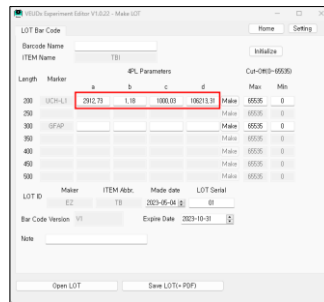 VEUDx Experiment Editor V1.0.22 - Make LOT
LOT Bar Code Home Setting
Barcode Name Initialize
ITEM Name TBI
4PL Parameters Cut-Off(0~65535)
Length Marker a b c d Max Min
200 UCH-L1 2912,73 1,18 1000,03 106213,31 Make 65535 0
250 Make 65535 0
300 GFAP Make 65535 0
350 Make 65535 0
400 Make 65535 0
450 Make 65535 0
500 Make 65535 0
Maker ITEM Abbr. Made date LOT Serial
LOT ID EZ TB 2023-05-04 01
Bar Code Version V1 Expire Date 2023-10-31
Note
Open LOT Save LOT(+PDF)